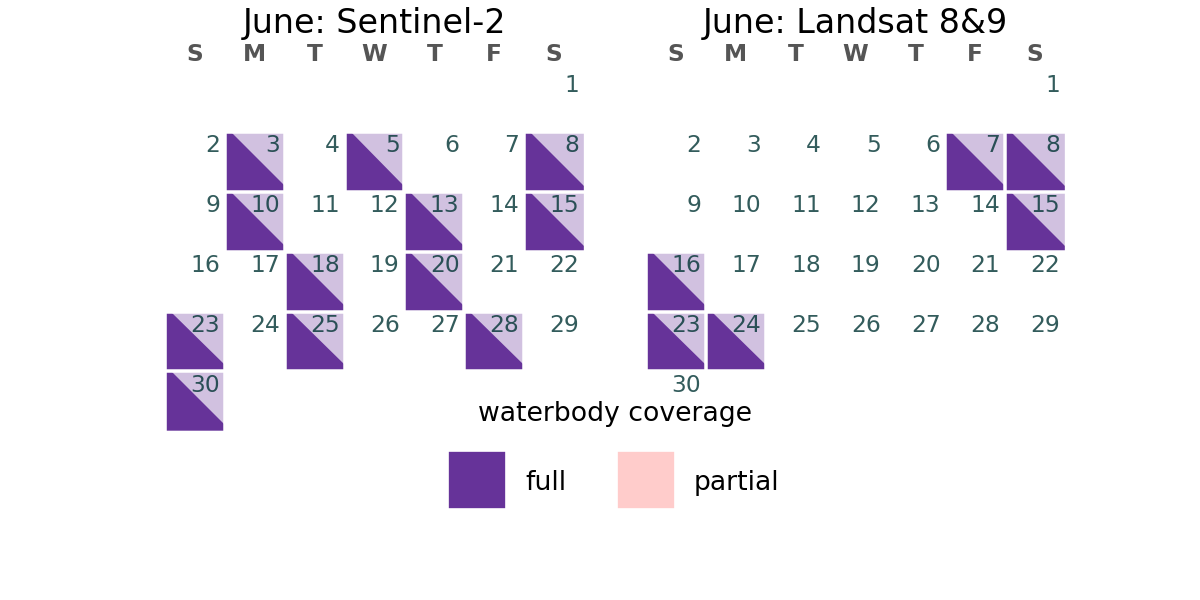 June: Sentinel-2
S M T W T F S
1
2 3 4 5 6 7 8
9 10 11 12 13 14 15
16 17 18 19 20 21 22
23 24 25 26 27 28 29
30
June: Landsat 8&9
S M T W T F S
1
2 3 4 5 6 7 8
9 10 11 12 13 14 15
16 17 18 19 20 21 22
23 24 25 26 27 28 29
30
waterbody coverage
full partial